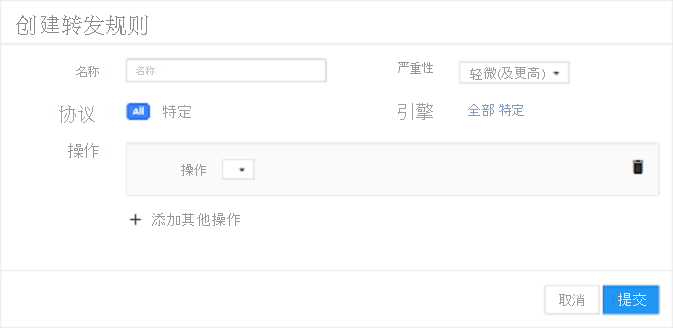 创建转发规则
名称 名称 严重性 轻微(及更高)
协议 All 特定 引擎 全部 特定
操作
操作
添加其他操作
取消 提交